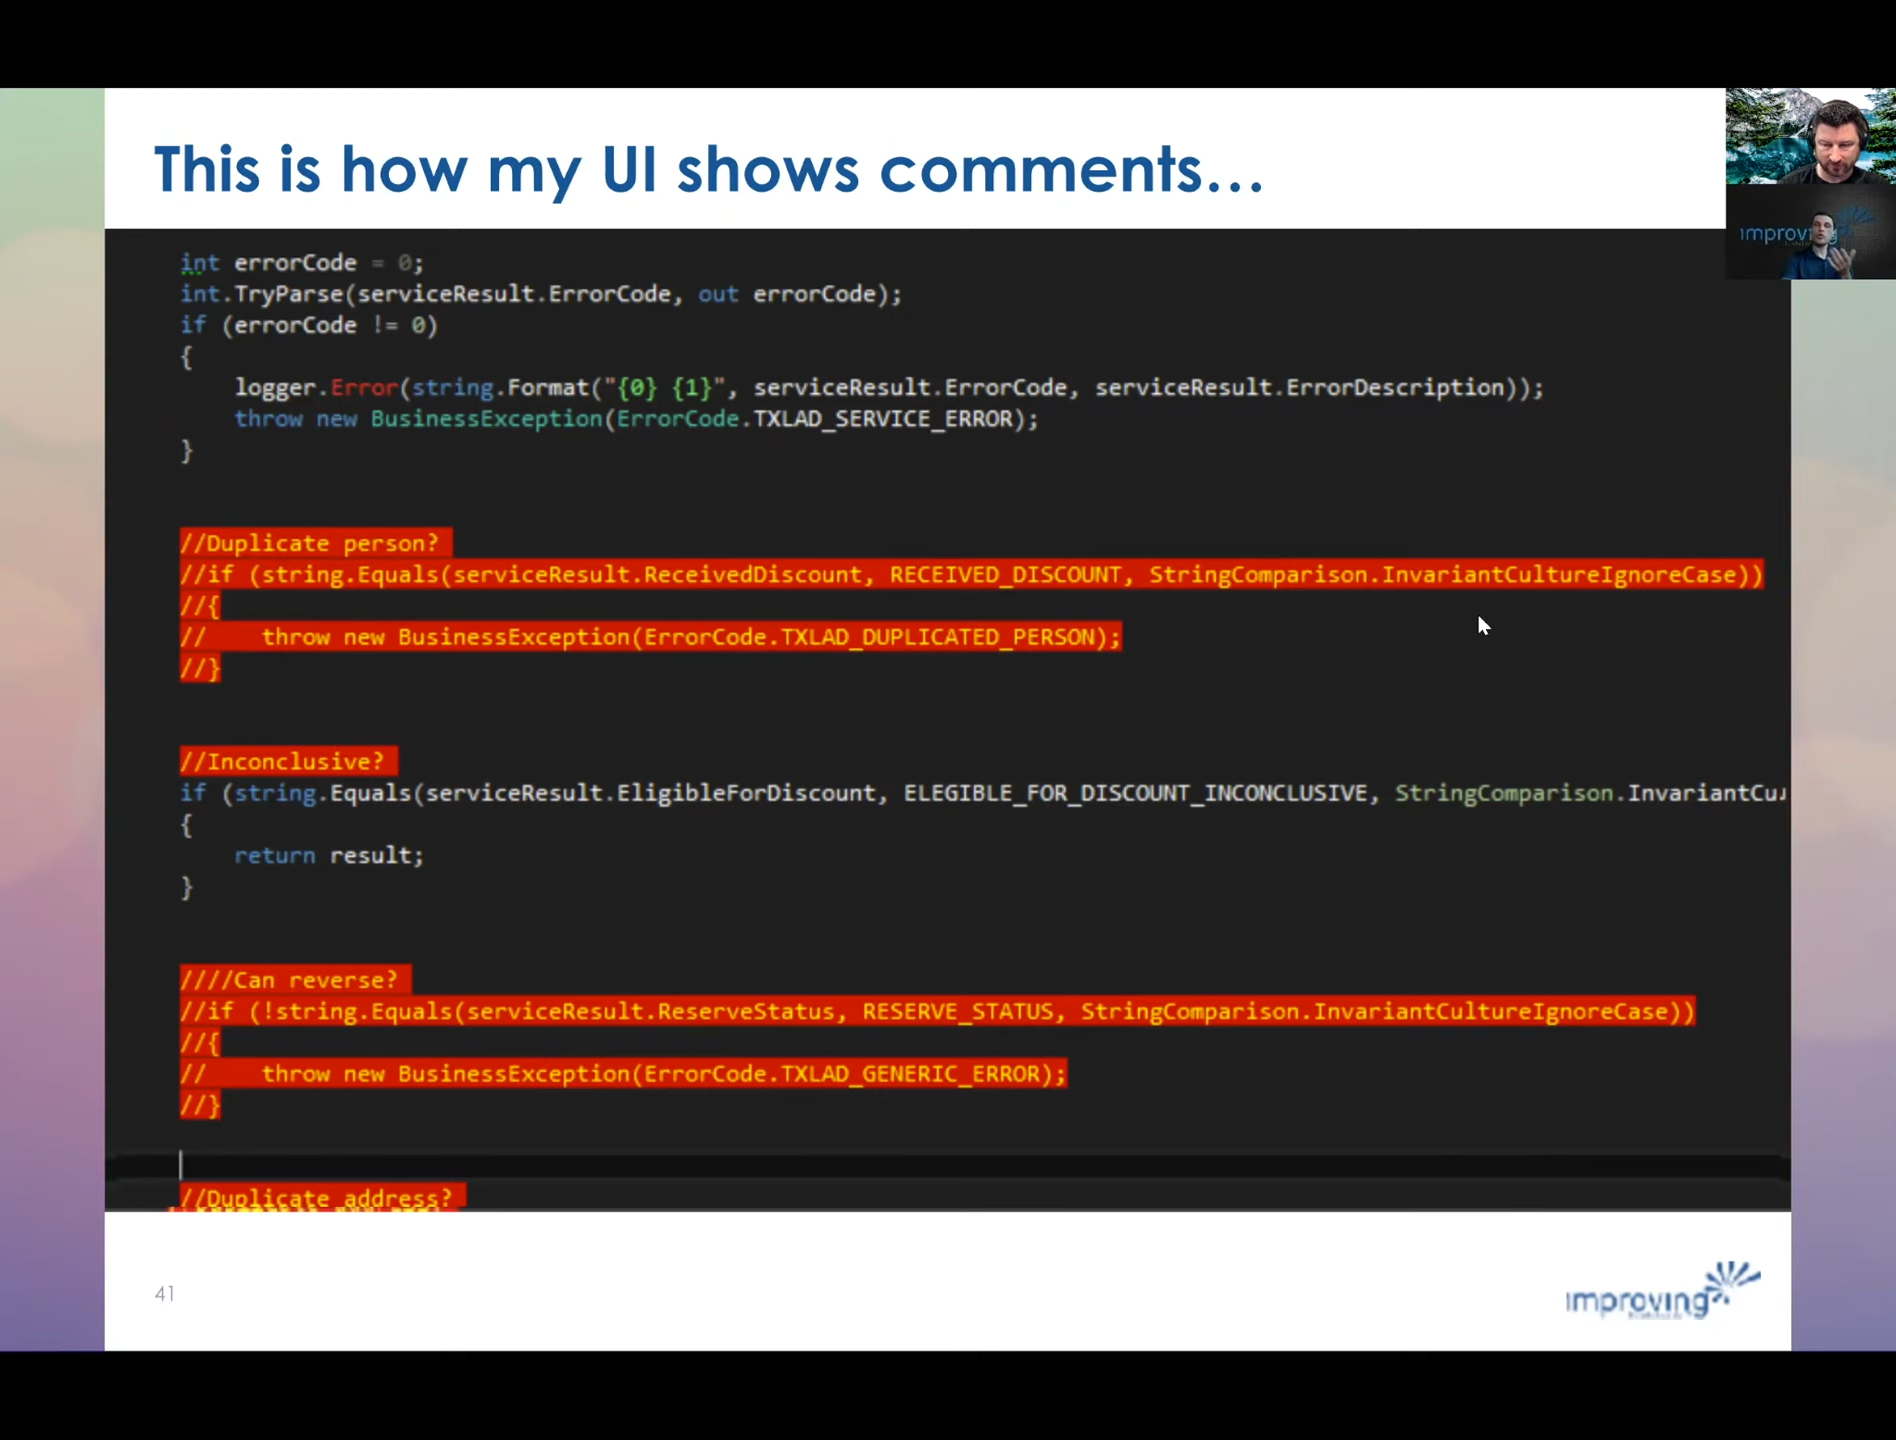 This is how my UI shows comments...
improving
int errorCode = 0;
int.TryParse(serviceResult.ErrorCode, out errorCode);
if (errorCode != 0)
{
logger.Error(string.Format("{0} {1}", serviceResult.ErrorCode, serviceResult.ErrorDescription));
throw new BusinessException(ErrorCode.TXLAD_SERVICE_ERROR);
}
//Duplicate person?
//if (string.Equals(serviceResult.ReceivedDiscount, RECEIVED_DISCOUNT, StringComparison.InvariantCultureIgnoreCase))
//{
//    throw new BusinessException(ErrorCode.TXLAD_DUPLICATED_PERSON);
//}
//Inconclusive?
if (string.Equals(serviceResult.EligibleForDiscount, ELEGIBLE_FOR_DISCOUNT_INCONCLUSIVE, StringComparison.InvariantCu
{
return result;
}
////Can reverse?
//if (!string.Equals(serviceResult.ReserveStatus, RESERVE_STATUS, StringComparison.InvariantCultureIgnoreCase))
//{
//    throw new BusinessException(ErrorCode.TXLAD_GENERIC_ERROR);
//}
//Duplicate address?
41
improving